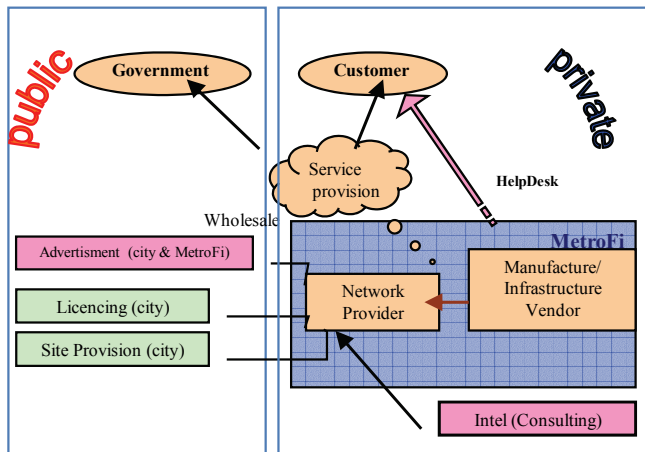 public
Government
Customer
private
Service
provision
HelpDesk
Wholesale
MetroFi
Advertisment (city & MetroFi)
Manufacture/
Infrastructure
Vendor
Network
Provider
Licencing (city)
Site Provision (city)
Intel (Consulting)